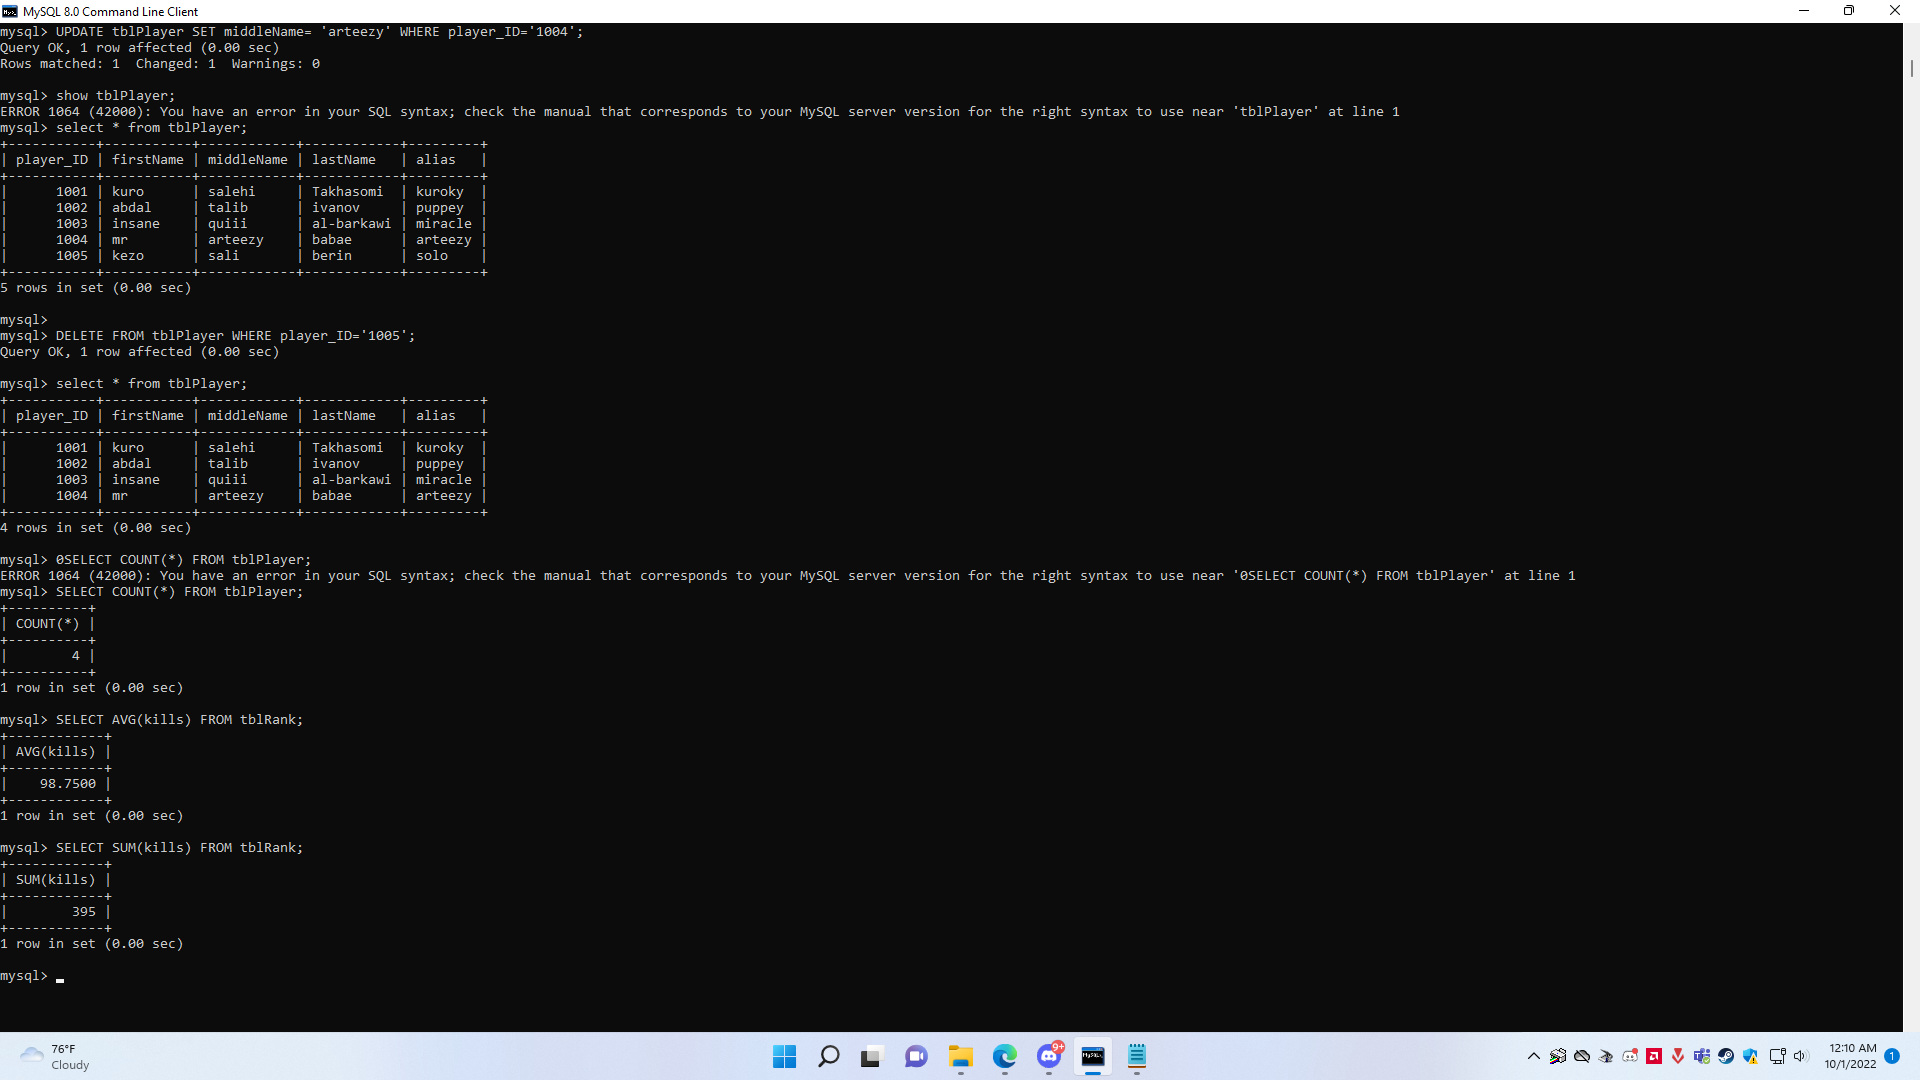 MySQL 8.0 Command Line Client
mysql> UPDATE tblPlayer SET middleName= 'arteezy' WHERE player_ID='1004';
Query OK, 1 row affected (0.00 sec)
Rows matched: 1  Changed: 1  Warnings: 0
mysql> show tblPlayer;
ERROR 1064 (42000): You have an error in your SQL syntax; check the manual that corresponds to your MySQL server version for the right syntax to use near 'tblPlayer' at line 1
mysql> select * from tblPlayer;
+-----------+-----------+------------+------------+---------+
| player_ID | firstName | middleName | lastName   | alias   |
+-----------+-----------+------------+------------+---------+
|      1001 | kuro      | salehi     | Takhasomi  | kuroky  |
|      1002 | abdal     | talib      | ivanov     | puppey  |
|      1003 | insane    | quiii      | al-barkawi | miracle |
|      1004 | mr        | arteezy    | babae      | arteezy |
|      1005 | kezo      | sali       | berin      | solo    |
+-----------+-----------+------------+------------+---------+
5 rows in set (0.00 sec)
mysql>
mysql> DELETE FROM tblPlayer WHERE player_ID='1005';
Query OK, 1 row affected (0.00 sec)
mysql> select * from tblPlayer;
+-----------+-----------+------------+------------+---------+
| player_ID | firstName | middleName | lastName   | alias   |
+-----------+-----------+------------+------------+---------+
|      1001 | kuro      | salehi     | Takhasomi  | kuroky  |
|      1002 | abdal     | talib      | ivanov     | puppey  |
|      1003 | insane    | quiii      | al-barkawi | miracle |
|      1004 | mr        | arteezy    | babae      | arteezy |
+-----------+-----------+------------+------------+---------+
4 rows in set (0.00 sec)
mysql> 0SELECT COUNT(*) FROM tblPlayer;
ERROR 1064 (42000): You have an error in your SQL syntax; check the manual that corresponds to your MySQL server version for the right syntax to use near '0SELECT COUNT(*) FROM tblPlayer' at line 1
mysql> SELECT COUNT(*) FROM tblPlayer;
+----------+
| COUNT(*) |
+----------+
|        4 |
+----------+
1 row in set (0.00 sec)
mysql> SELECT AVG(kills) FROM tblRank;
+------------+
| AVG(kills) |
+------------+
|    98.7500 |
+------------+
1 row in set (0.00 sec)
mysql> SELECT SUM(kills) FROM tblRank;
+------------+
| SUM(kills) |
+------------+
|        395 |
+------------+
1 row in set (0.00 sec)
mysql>
76°F
Cloudy
9+
MySQL
12:10 AM
10/1/2022
1